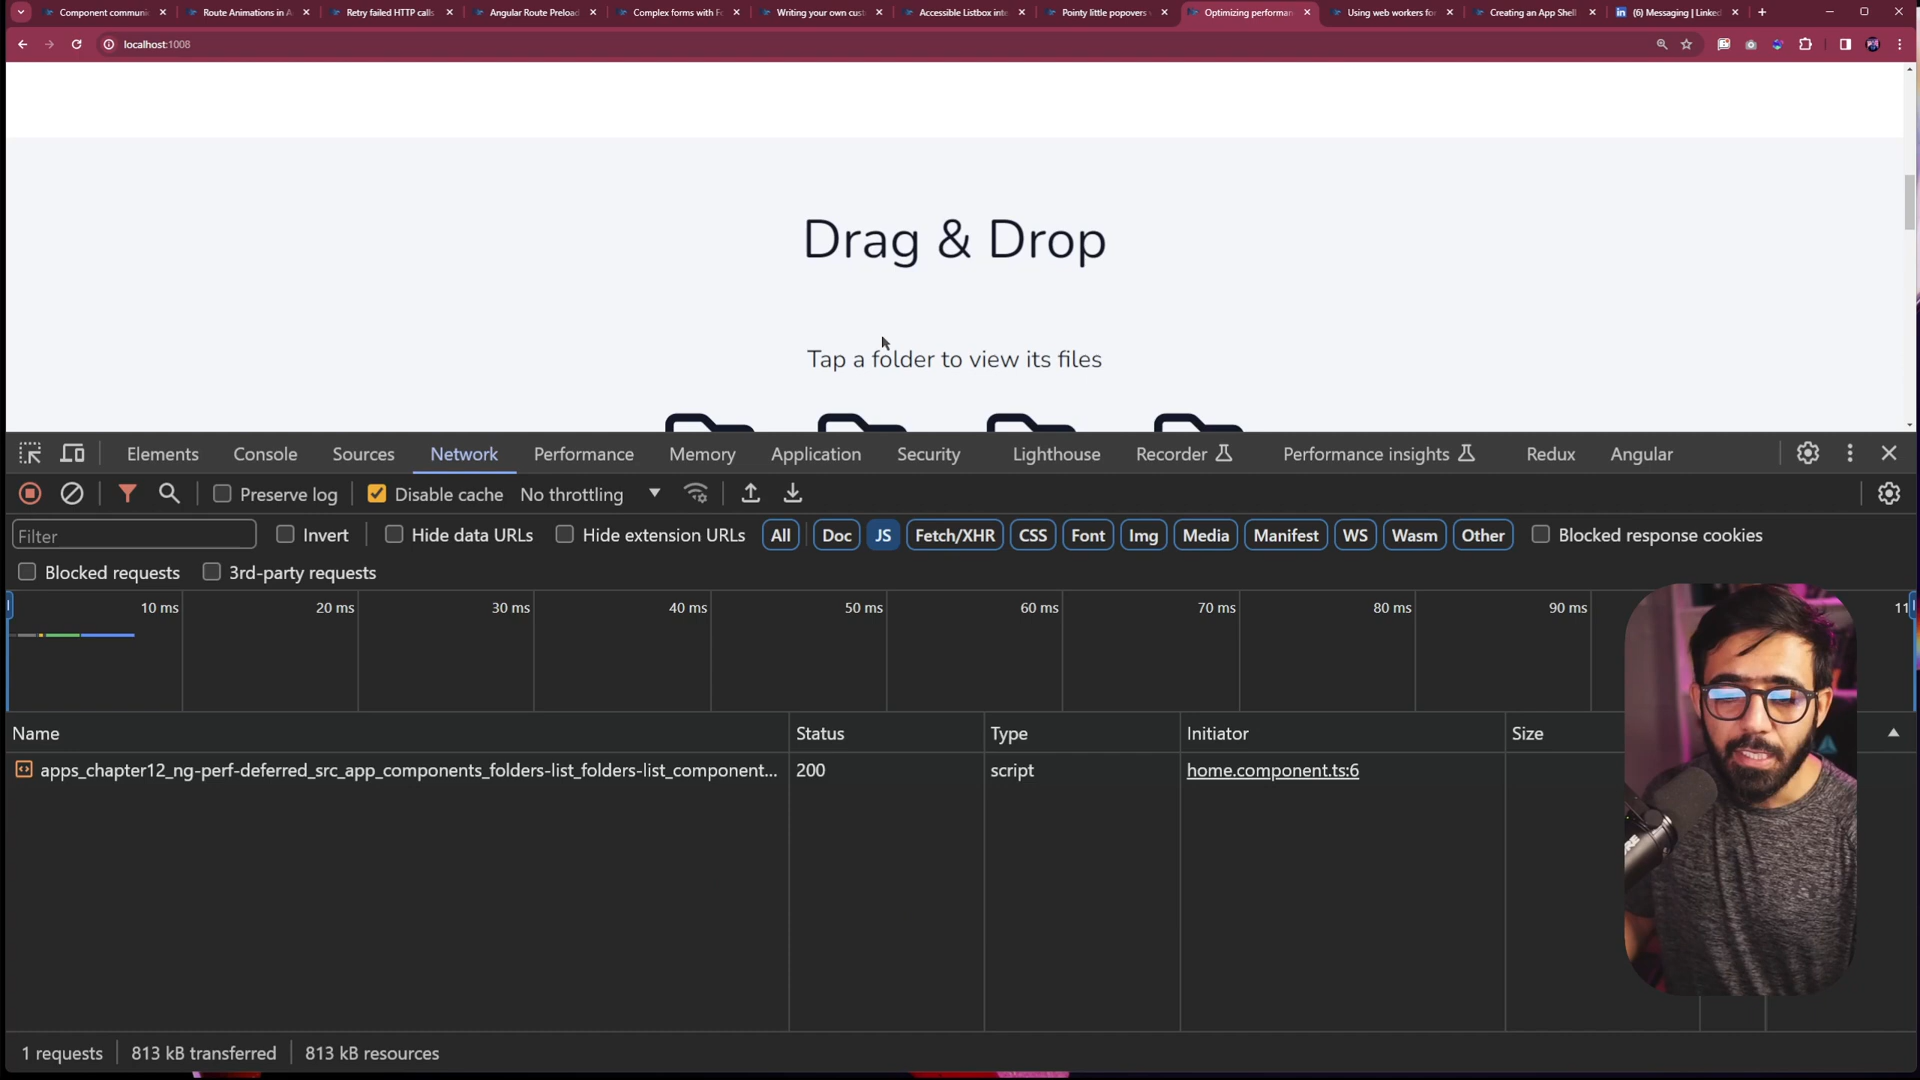 Component communi
Route Animations in A
Retry failed HTTP calls
Angular Route Preload
Complex forms with Fo
Writing your own cust
Accessible Listbox inte
Pointy little popovers
Optimizing performan
Using web workers for
Creating an App Shell
(6) Messaging | Linked
localhost:1008
Drag & Drop
Tap a folder to view its files
Elements
Console
Sources
Network
Performance
Memory
Application
Security
Lighthouse
Recorder
Performance insights
Redux
Angular
Preserve log
Disable cache
No throttling
Filter
Invert
Hide data URLs
Hide extension URLs
All
Doc
JS
Fetch/XHR
CSS
Font
Img
Media
Manifest
WS
Wasm
Other
Blocked response cookies
Blocked requests
3rd-party requests
10 ms
20 ms
30 ms
40 ms
50 ms
60 ms
70 ms
80 ms
90 ms
11
Name
Status
Type
Initiator
Size
apps_chapter12_ng-perf-deferred_src_app_components_folders-list_folders-list_component...
200
script
home.component.ts:6
1 requests
813 kB transferred
813 kB resources